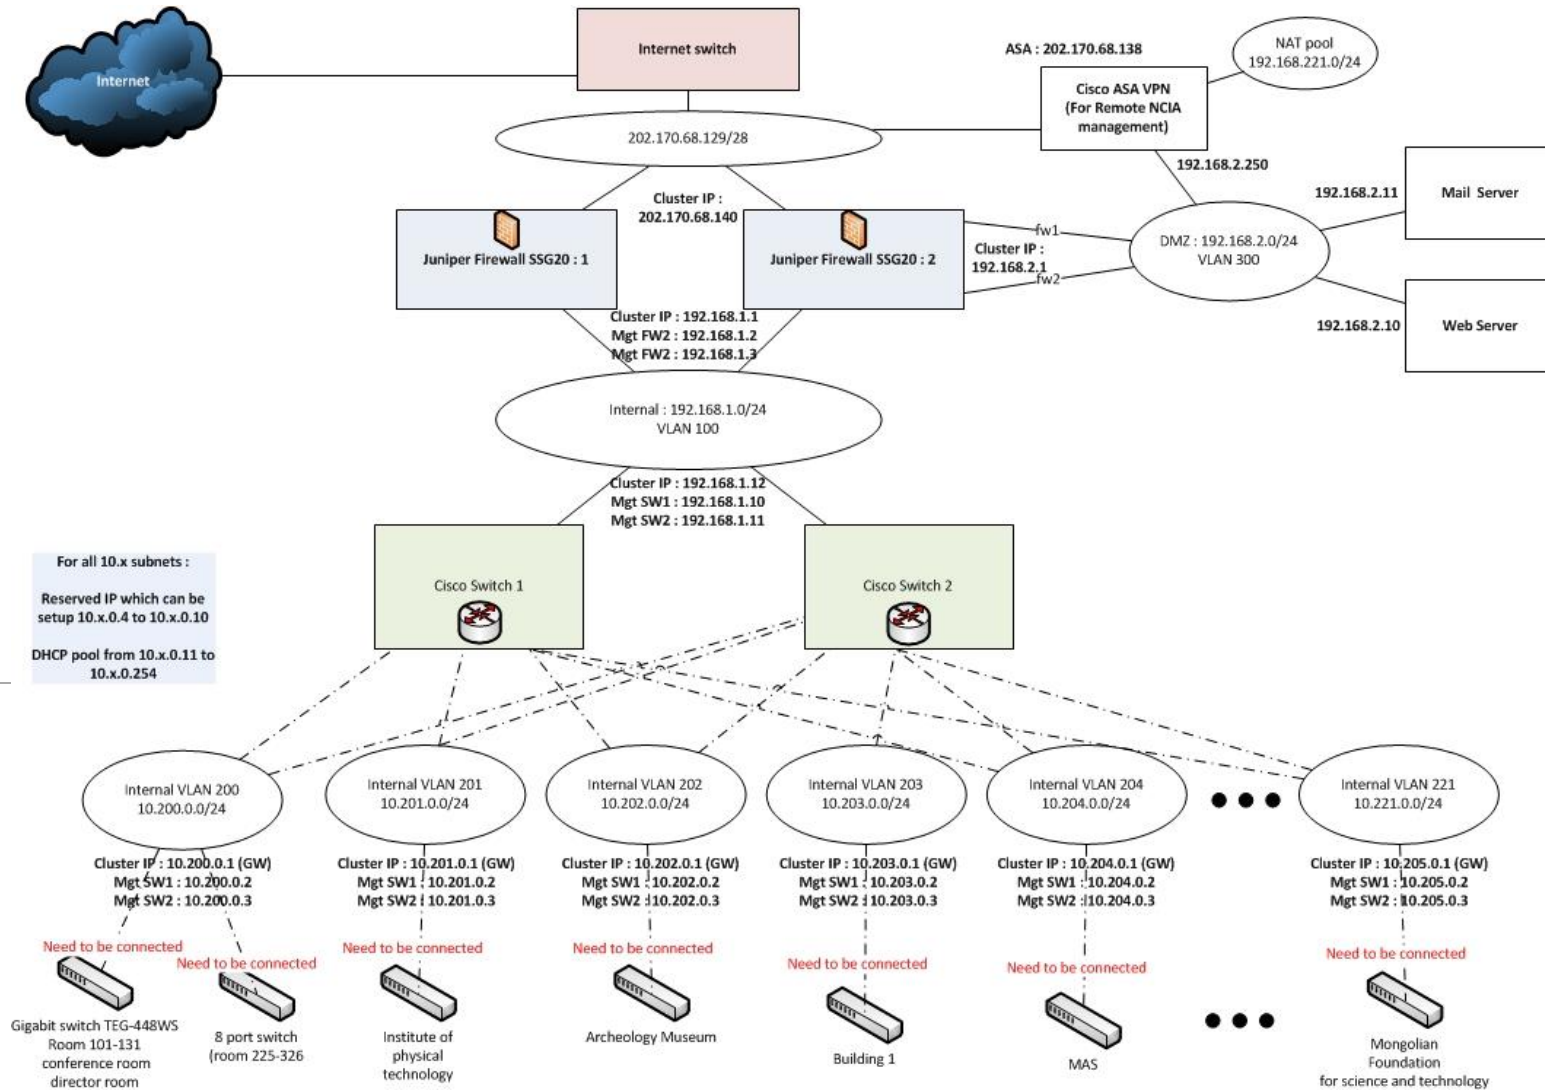 Internet
Internet switch
ASA : 202.170.68.138
NAT pool
192.168.221.0/24
Cisco ASA VPN
(For Remote NCIA
management)
202.170.68.129/28
192.168.2.250
Cluster IP :
202.170.68.140
192.168.2.11
Mail Server
Juniper Firewall SSG20 : 1
Juniper Firewall SSG20 : 2
fw1
Cluster IP :
192.168.2.1
fw2
DMZ : 192.168.2.0/24
VLAN 300
192.168.2.10
Web Server
Cluster IP : 192.168.1.1
Mgt FW2 : 192.168.1.2
Mgt FW2 : 192.168.1.3
Internal : 192.168.1.0/24
VLAN 100
Cluster IP : 192.168.1.12
Mgt SW1 : 192.168.1.10
Mgt SW2 : 192.168.1.11
For all 10.x subnets :
Reserved IP which can be
setup 10.x.0.4 to 10.x.0.10
DHCP pool from 10.x.0.11 to
10.x.0.254
Cisco Switch 1
Cisco Switch 2
Internal VLAN 200
10.200.0.0/24
Internal VLAN 201
10.201.0.0/24
Internal VLAN 202
10.202.0.0/24
Internal VLAN 203
10.203.0.0/24
Internal VLAN 204
10.204.0.0/24
Internal VLAN 221
10.221.0.0/24
Cluster IP : 10.200.0.1 (GW)
Mgt SW1 : 10.200.0.2
Mgt SW2 : 10.200.0.3
Cluster IP : 10.201.0.1 (GW)
Mgt SW1 : 10.201.0.2
Mgt SW2 : 10.201.0.3
Cluster IP : 10.202.0.1 (GW)
Mgt SW1 : 10.202.0.2
Mgt SW2 : 10.202.0.3
Cluster IP : 10.203.0.1 (GW)
Mgt SW1 : 10.203.0.2
Mgt SW2 : 10.203.0.3
Cluster IP : 10.204.0.1 (GW)
Mgt SW1 : 10.204.0.2
Mgt SW2 : 10.204.0.3
Cluster IP : 10.205.0.1 (GW)
Mgt SW1 : 10.205.0.2
Mgt SW2 : 10.205.0.3
Need to be connected
Need to be connected
Need to be connected
Need to be connected
Need to be connected
Need to be connected
Need to be connected
Gigabit switch TEG-448WS
Room 101-131
conference room
director room
8 port switch
(room 225-326
Institute of
physical
technology
Archeology Museum
Building 1
MAS
Mongolian
Foundation
for science and technology